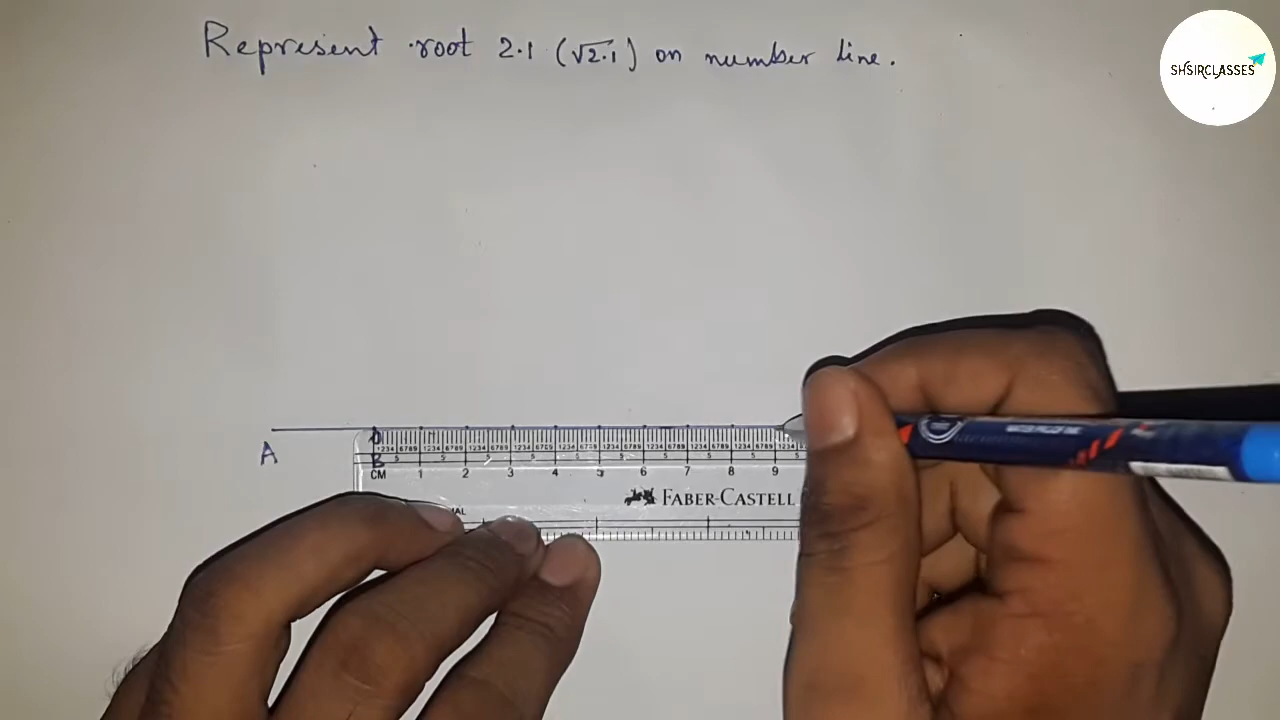 Represent root 2.1 (√2.1) on number line.
SHSIRCLASSES
A
0
B
CM 1 2 3 4 5 6 7 8 9
FABER-CASTELL